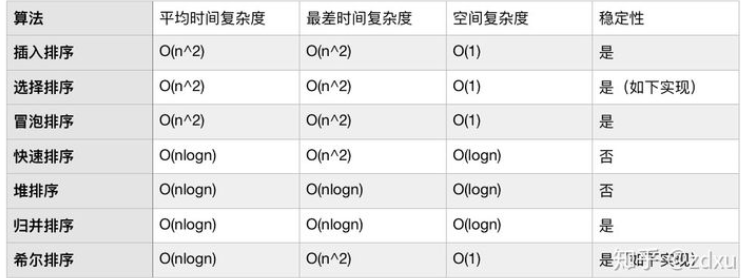 算法 平均时间复杂度 最差时间复杂度 空间复杂度 稳定性
插入排序 O(n^2) O(n^2) O(1) 是
选择排序 O(n^2) O(n^2) O(1) 是（如下实现）
冒泡排序 O(n^2) O(n^2) O(1) 是
快速排序 O(nlogn) O(n^2) O(logn) 否
堆排序 O(nlogn) O(nlogn) O(logn) 否
归并排序 O(nlogn) O(nlogn) O(logn) 是
希尔排序 O(nlogn) O(n^2) O(1) 是（如下实现）
知乎 @zdxu